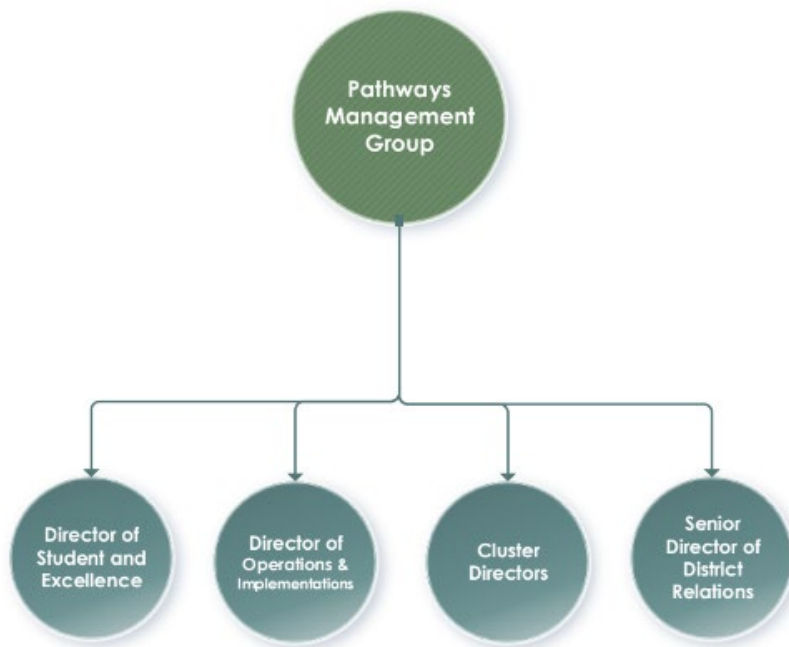 Pathways
Management
Group
Director of
Student and
Excellence
Director of
Operations &
Implementations
Cluster
Directors
Senior
Director of
District
Relations